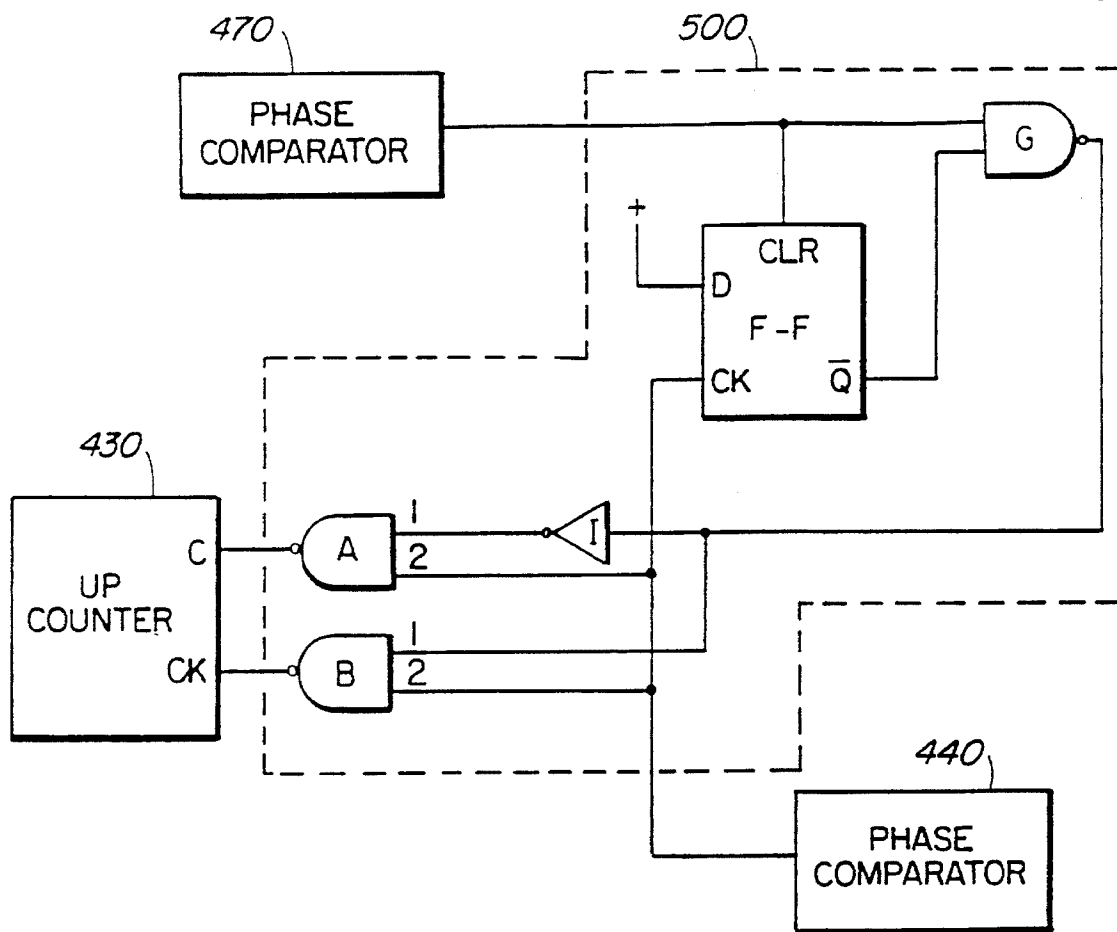 470
500
PHASE
COMPARATOR
G
+
CLR
D
F-F
CK
Q̅
430
UP
COUNTER
C
CK
A
1
2
I
B
1
2
440
PHASE
COMPARATOR